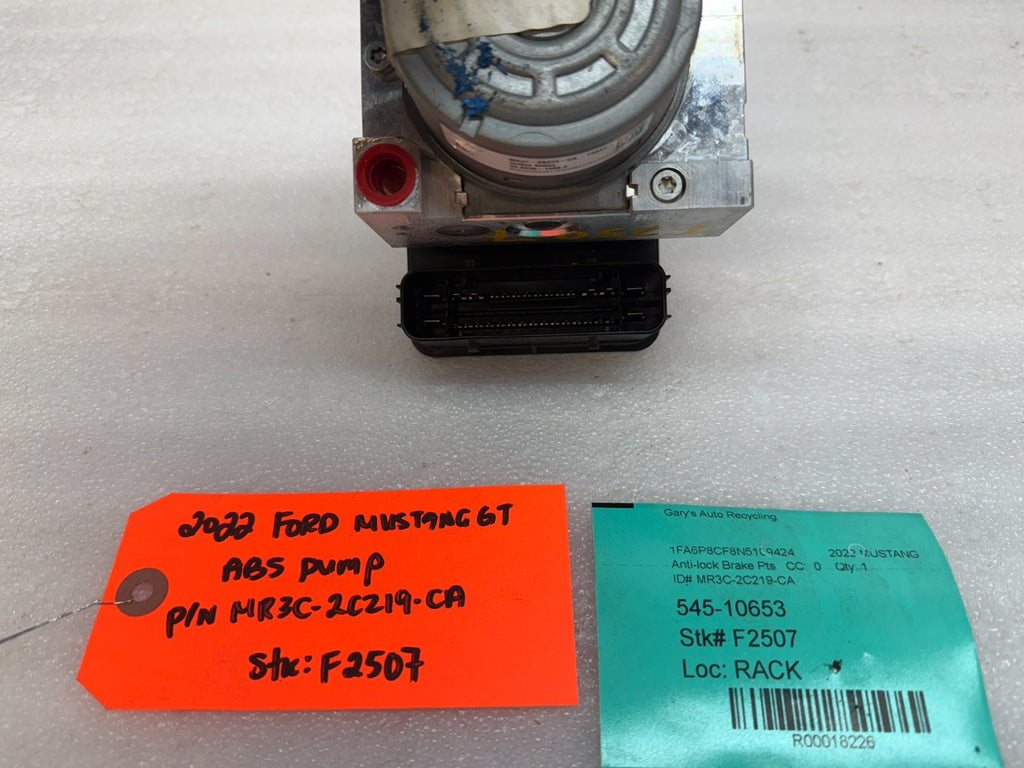 2022 FORD MUSTANG GT
ABS PUMP
P/N MR3C-2C219-CA
Stk: F2507
Gary's Auto Recycling
2022 MUSTANG
Anti-lock Brake Pts CC: 0 Qty: 1
ID# MR3C-2C219-CA
545-10653
Stk# F2507
Loc: RACK
R00018226